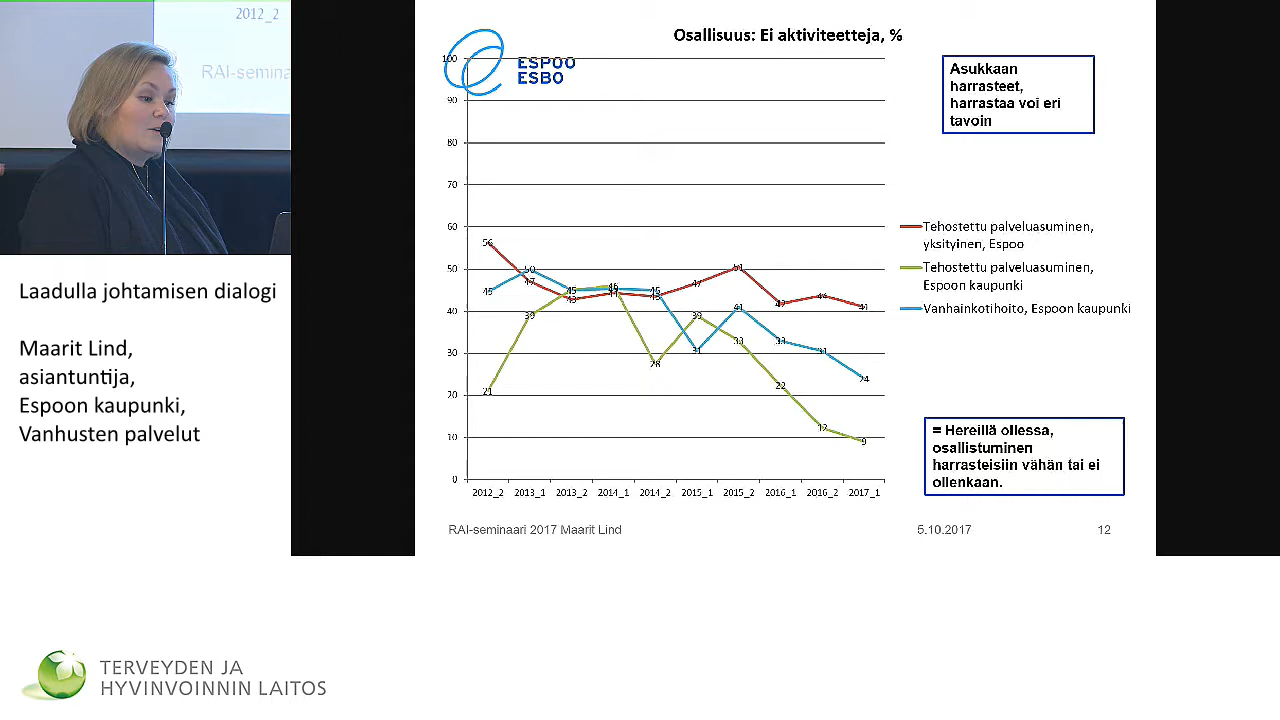 2012_2
RAI-semina
Laadulla johtamisen dialogi
Maarit Lind,
asiantuntija,
Espoon kaupunki,
Vanhusten palvelut
TERVEYDEN JA
HYVINVOINNIN LAITOS
ESPOO
ESBO
Osallisuus: Ei aktiviteetteja, %
Asukkaan
harrasteet,
harrastaa voi eri
tavoin
100
90
80
70
60
50
40
30
20
10
0
56 47 43 44 43 47 51 42 44 41
21 39 45 46 28 39 33 22 12 9
45 50 45 45 31 41 33 31 24
2012_2 2013_1 2013_2 2014_1 2014_2 2015_1 2015_2 2016_1 2016_2 2017_1
Tehostettu palveluasuminen,
yksityinen, Espoo
Tehostettu palveluasuminen,
Espoon kaupunki
Vanhainkotihoito, Espoon kaupunki
= Hereillä ollessa,
osallistuminen
harrasteisiin vähän tai ei
ollenkaan.
RAI-seminaari 2017 Maarit Lind
5.10.2017
12